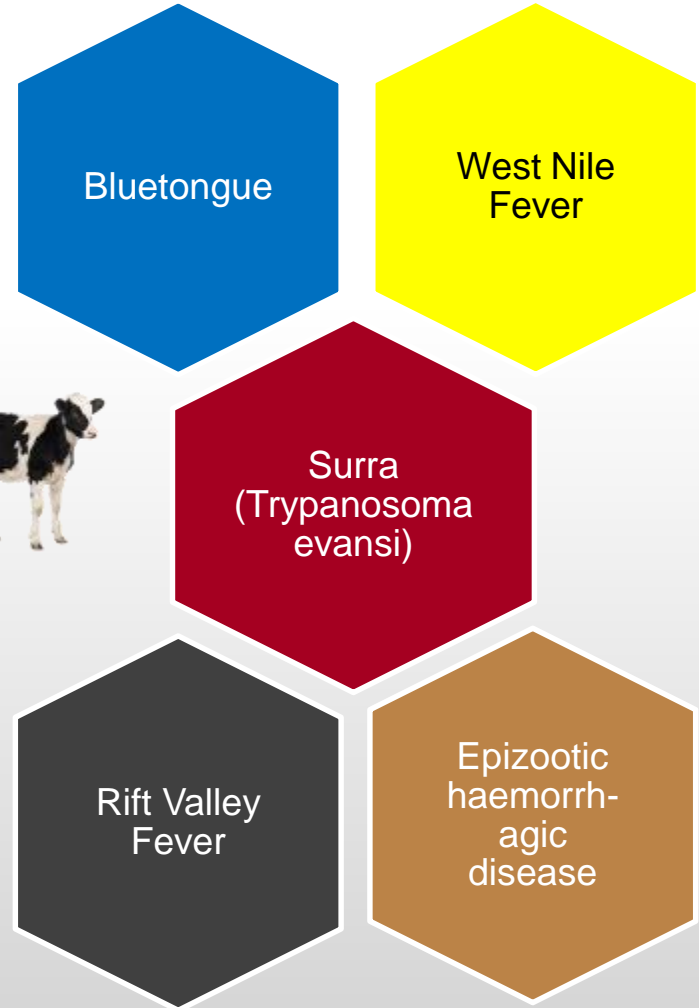 Bluetongue
West Nile
Fever
Surra
(Trypanosoma
evansi)
Rift Valley
Fever
Epizootic
haemorrh-
agic
disease